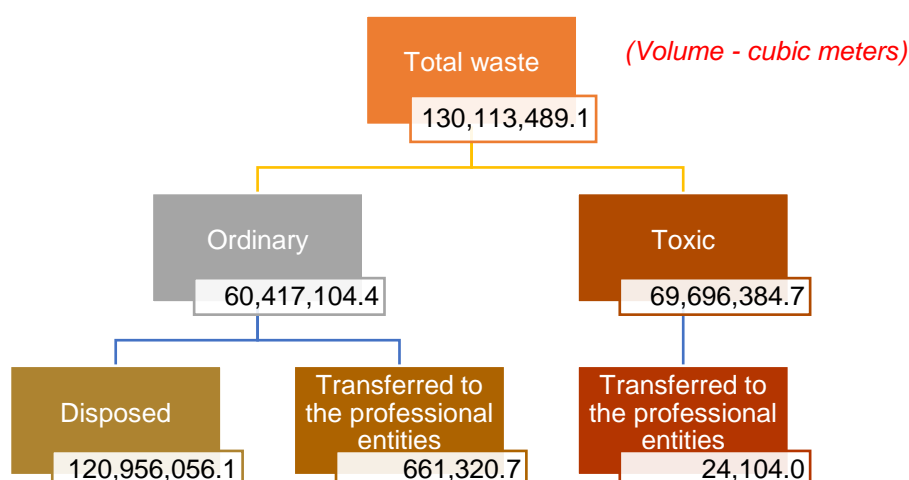 Total waste
(Volume - cubic meters)
130,113,489.1
Ordinary
60,417,104.4
Toxic
69,696,384.7
Disposed
120,956,056.1
Transferred to
the professional
entities
661,320.7
Transferred to
the professional
entities
24,104.0